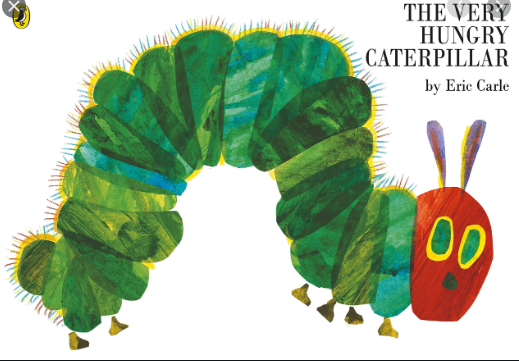 THE VERY
HUNGRY
CATERPILLAR
by Eric Carle